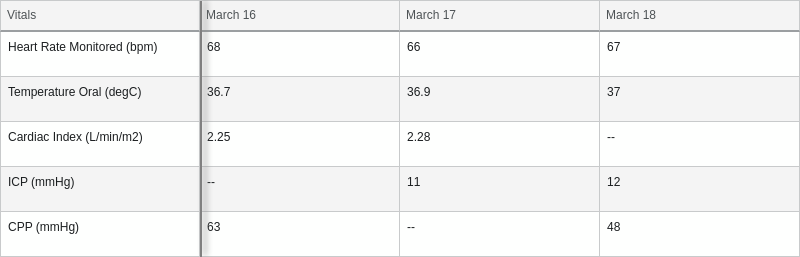 Vitals March 16 March 17 March 18
Heart Rate Monitored (bpm) 68 66 67
Temperature Oral (degC) 36.7 36.9 37
Cardiac Index (L/min/m2) 2.25 2.28 --
ICP (mmHg) -- 11 12
CPP (mmHg) 63 -- 48